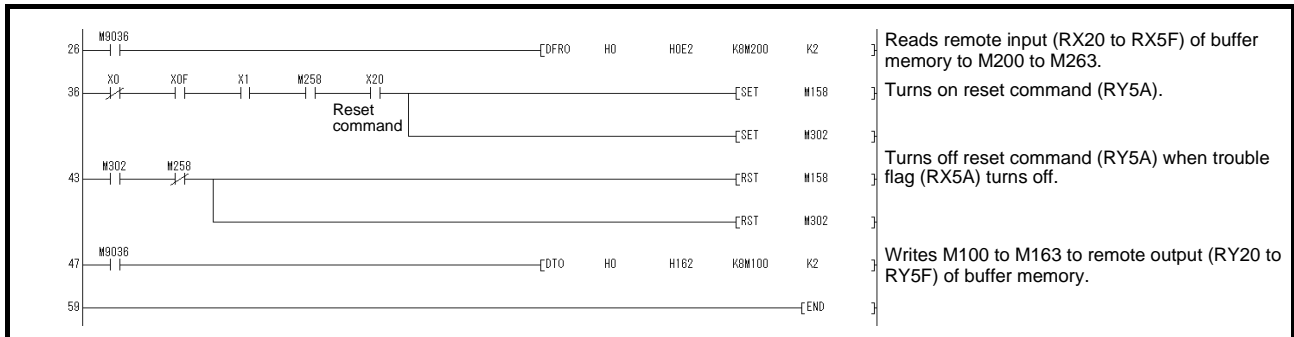 M9036
26 DFRO H0 H0E2 K8M200 K2
Reads remote input (RX20 to RX5F) of buffer
memory to M200 to M263.
X0 X0F X1 M258 X20
36 SET M158
Turns on reset command (RY5A).
Reset
command
SET M302
M302 M258
43 RST M158
Turns off reset command (RY5A) when trouble
flag (RX5A) turns off.
RST M302
M9036
47 DTO H0 H162 K8M100 K2
Writes M100 to M163 to remote output (RY20 to
RY5F) of buffer memory.
59 END